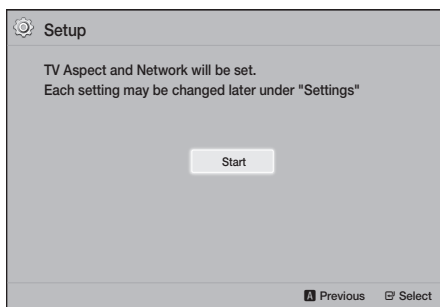 Setup
TV Aspect and Network will be set.
Each setting may be changed later under "Settings"
Start
A Previous Select